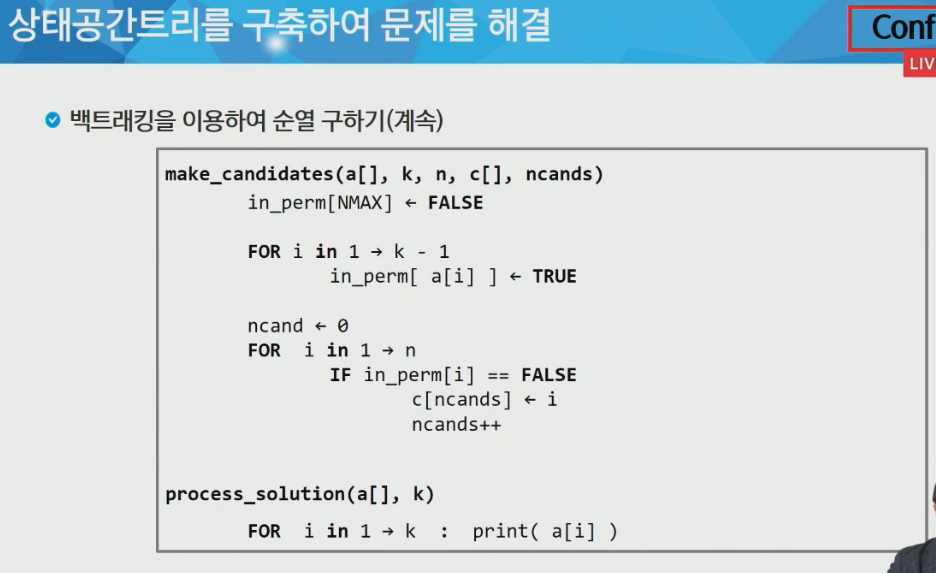 상태공간트리를 구축하여 문제를 해결
백트래킹을 이용하여 순열 구하기(계속)
make_candidates(a[], k, n, c[], ncands)
in_perm[NMAX] ← FALSE
FOR i in 1 → k - 1
in_perm[ a[i] ] ← TRUE
ncand ← 0
FOR i in 1 → n
IF in_perm[i] == FALSE
c[ncands] ← i
ncands++
process_solution(a[], k)
FOR i in 1 → k : print( a[i] )